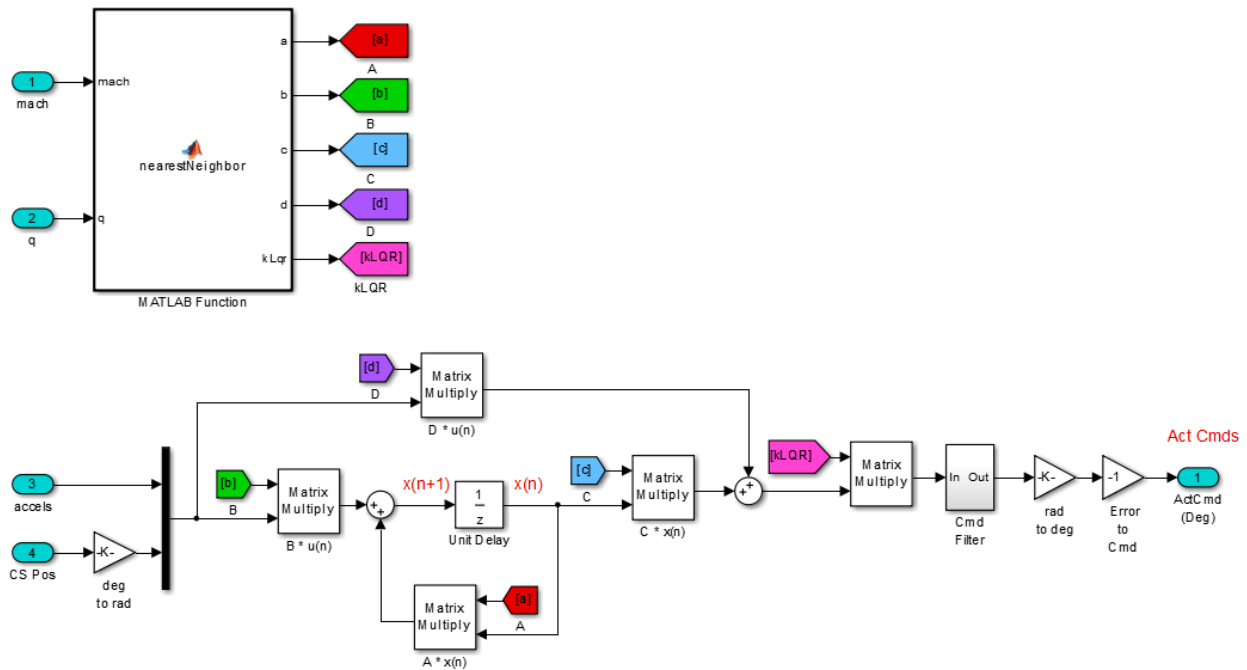 1
mach
2
q
mach
q
nearestNeighbor
a
b
c
d
kLqr
MATLAB Function
[a]
A
[b]
B
[c]
C
[d]
D
[kLQR]
kLQR
[d]
D
Matrix
Multiply
D * u(n)
3
accels
4
CS Pos
-K-
deg
to rad
[b]
B
Matrix
Multiply
B * u(n)
+
+
x(n+1)
1
z
Unit Delay
x(n)
Matrix
Multiply
A * x(n)
[a]
A
[c]
C
Matrix
Multiply
C * x(n)
+
+
[kLQR]
Matrix
Multiply
In Out
Cmd
Filter
-K-
rad
to deg
-1
Error
to
Cmd
Act Cmds
1
ActCmd
(Deg)